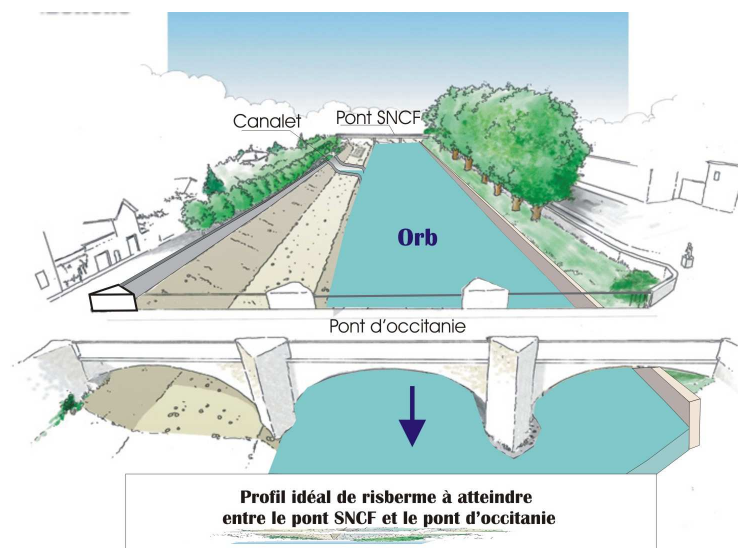 Canalet
Pont SNCF
Orb
Pont d'occitanie
Profil idéal de risberme à atteindre
entre le pont SNCF et le pont d'occitanie